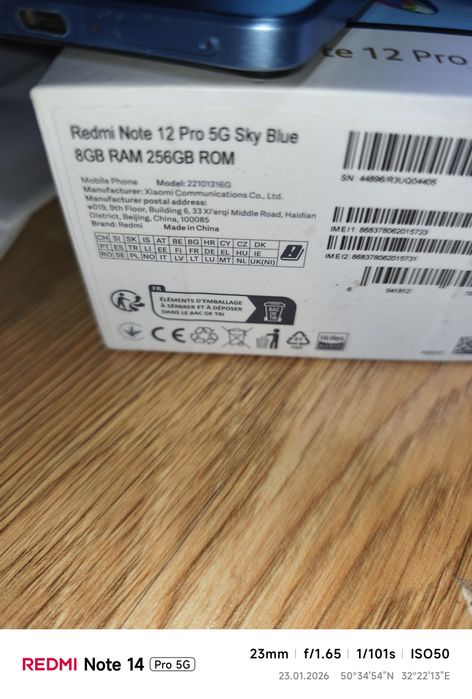 te 12 Pro
Redmi Note 12 Pro 5G Sky Blue
8GB RAM 256GB ROM
Mobile Phone Model: 22101316G
Manufacturer: Xiaomi Communications Co., Ltd.
Manufacturer postal address:
#019, 9th Floor, Building 6, 33 Xi'erqi Middle Road, Haidian
District, Beijing, China, 100085
Brand: Redmi Made in China
SN: 44896/R3UQ04405
IMEI1: 868378062015723
IMEI2: 868378062015731
6 941812
CH SI SK IS AT BE BG HR CY CZ DK
PT ES TR LI EE FI FR DE EL HU IE
RO SE PL NO IT LV LT LU MT NL UK(NI)
FR
ÉLÉMENTS D'EMBALLAGE
À SÉPARER ET À DÉPOSER
DANS LE BAC DE TRI
BAC
DE
TRI
CE
21
PAP
Hi-Res
AUDIO
REDMI Note 14 Pro 5G
23mm | f/1.65 | 1/101s | ISO50
23.01.2026 50°34'54"N 32°22'13"E